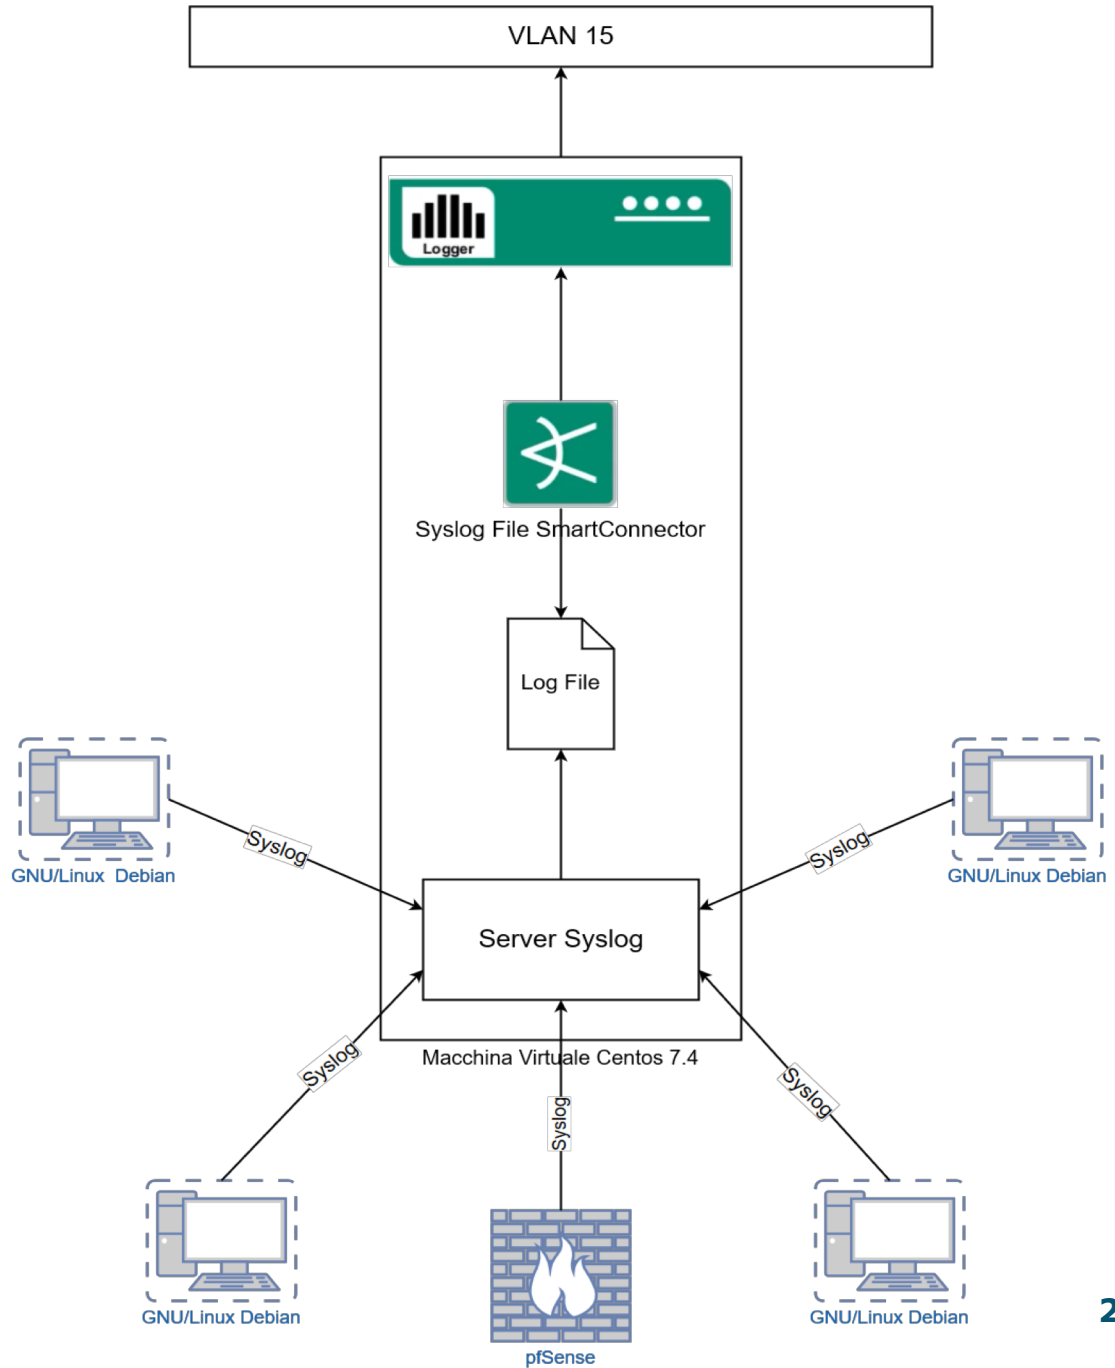 VLAN 15
Logger
Syslog File SmartConnector
Log File
GNU/Linux  Debian
Syslog
Syslog
GNU/Linux Debian
Server Syslog
Macchina Virtuale Centos 7.4
Syslog
Syslog
Syslog
GNU/Linux Debian
pfSense
GNU/Linux Debian
2